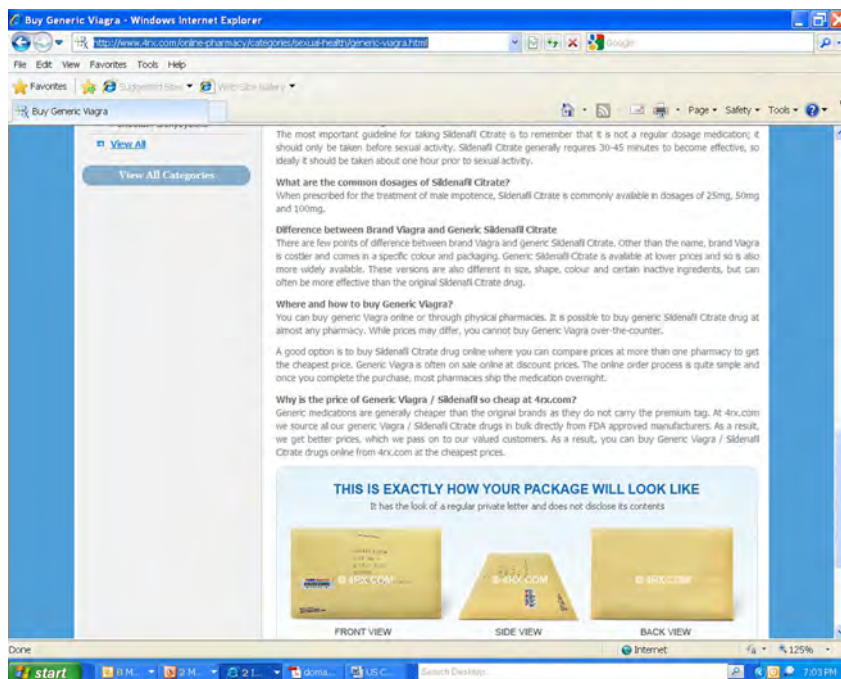 Buy Generic Viagra - Windows Internet Explorer
http://www.4rx.com/online-pharmacy/categories/sexual-health/generic-viagra.html
Google
File Edit View Favorites Tools Help
Favorites Suggested Sites Web Slice Gallery
Buy Generic Viagra
Page Safety Tools
View All
View All Categories
The most important guideline for taking Sildenafil Citrate is to remember that it is not a regular dosage medication; it
should only be taken before sexual activity. Sildenafil Citrate generally requires 30-45 minutes to become effective, so
ideally it should be taken about one hour prior to sexual activity.
What are the common dosages of Sildenafil Citrate?
When prescribed for the treatment of male impotence, Sildenafil Citrate is commonly available in dosages of 25mg, 50mg
and 100mg.
Difference between Brand Viagra and Generic Sildenafil Citrate
There are few points of difference between brand Viagra and generic Sildenafil Citrate. Other than the name, brand Viagra
is costlier and comes in a specific colour and packaging. Generic Sildenafil Citrate is available at lower prices and so is also
more widely available. These versions are also different in size, shape, colour and certain inactive ingredients, but can
often be more effective than the original Sildenafil Citrate drug.
Where and how to buy Generic Viagra?
You can buy generic Viagra online or through physical pharmacies. It is possible to buy generic Sildenafil Citrate drug at
almost any pharmacy. While prices may differ, you cannot buy Generic Viagra over-the-counter.
A good option is to buy Sildenafil Citrate drug online where you can compare prices at more than one pharmacy to get
the cheapest price. Generic Viagra is often on sale online at discount prices. The online order process is quite simple and
once you complete the purchase, most pharmacies ship the medication overnight.
Why is the price of Generic Viagra / Sildenafil so cheap at 4rx.com?
Generic medications are generally cheaper than the original brands as they do not carry the premium tag. At 4rx.com
we source all our generic Viagra / Sildenafil Citrate drugs in bulk directly from FDA approved manufacturers. As a result,
we get better prices, which we pass on to our valued customers. As a result, you can buy Generic Viagra / Sildenafil
Citrate drugs online from 4rx.com at the cheapest prices.
THIS IS EXACTLY HOW YOUR PACKAGE WILL LOOK LIKE
It has the look of a regular private letter and does not disclose its contents
© 4RX.COM © 4RX.COM © 4RX.COM
FRONT VIEW SIDE VIEW BACK VIEW
Done Internet 125%
start 8 M... 2 M... 2 I... doma... US C... Search Desktop 7:03 PM